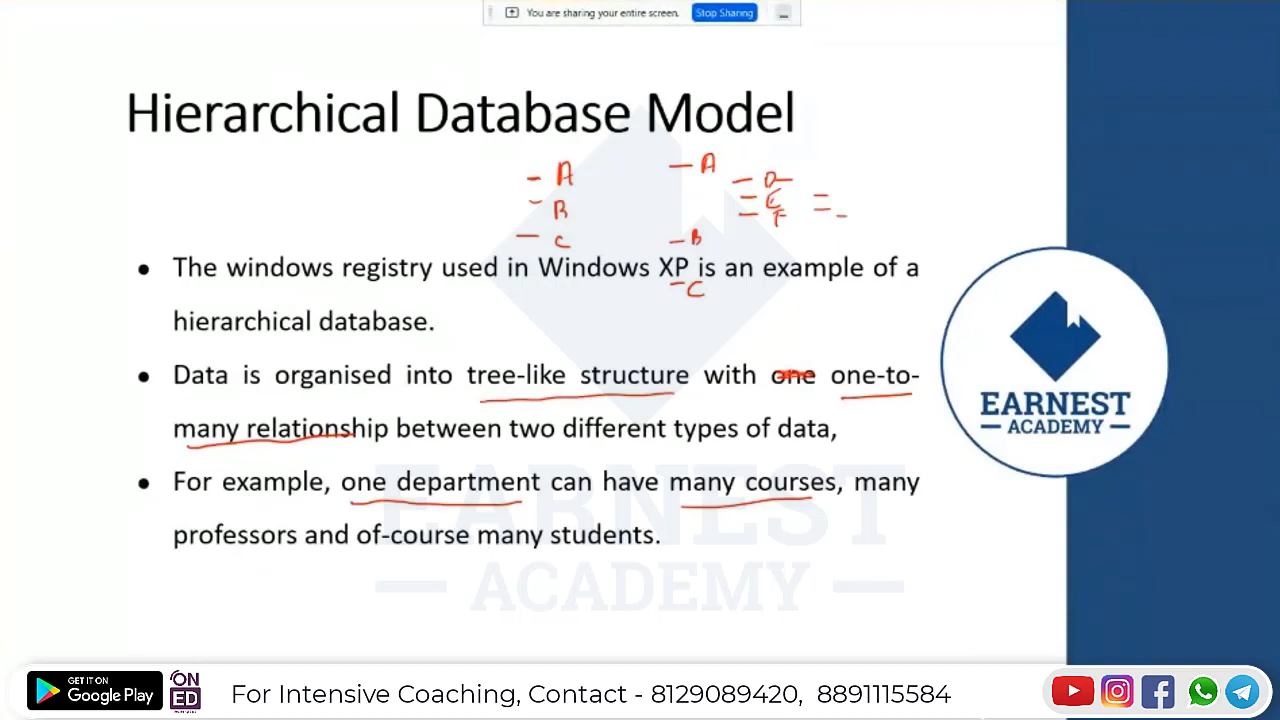 You are sharing your entire screen. Stop Sharing
Hierarchical Database Model
– A
– B
– C
– A
– D
– E
– F
– B
– C
● The windows registry used in Windows XP is an example of a
hierarchical database.
● Data is organised into tree-like structure with one one-to-
many relationship between two different types of data,
● For example, one department can have many courses, many
professors and of-course many students.
EARNEST
ACADEMY
EARNEST
ACADEMY
GET IT ON
Google Play
ON
ED
For Intensive Coaching, Contact - 8129089420, 8891115584